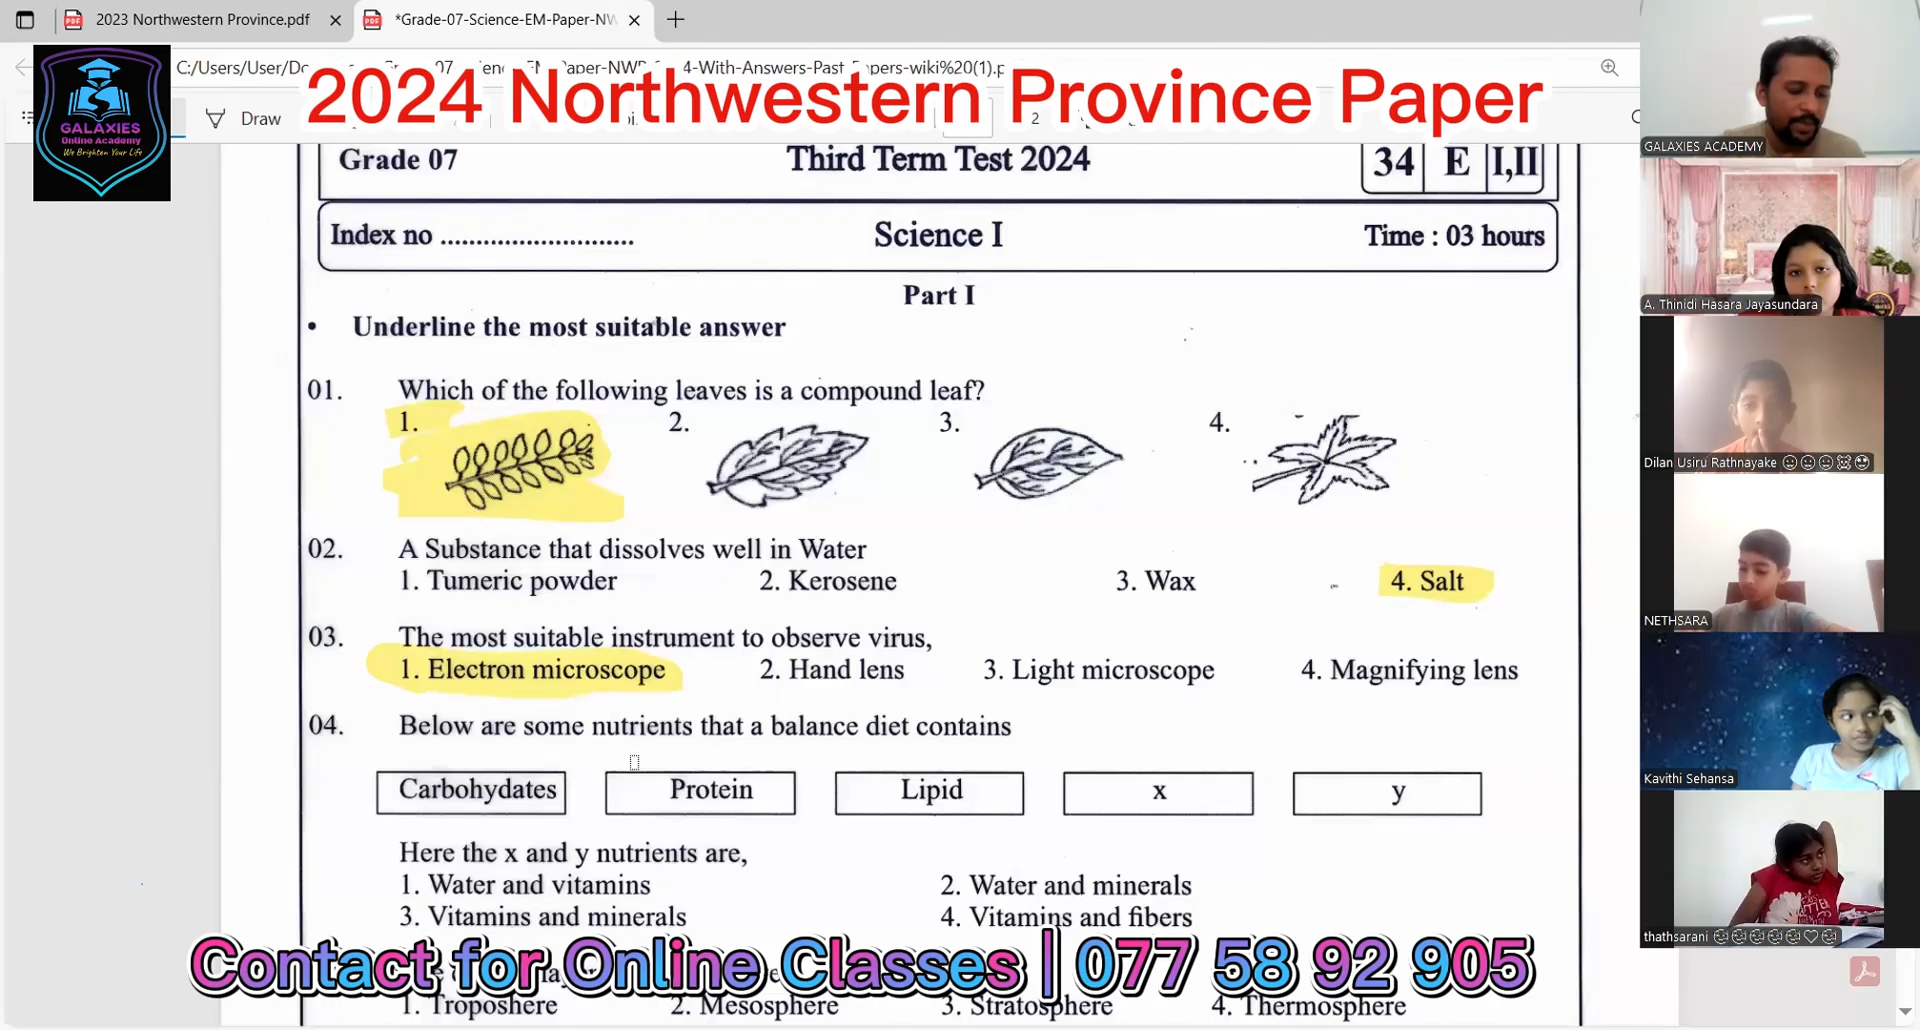 2023 Northwestern Province.pdf
*Grade-07-Science-EM-Paper-NW
2024 Northwestern Province Paper
Draw
2
GALAXIES
Online Academy
We Brighten Your Life
Grade 07
Third Term Test 2024
34 E I,II
Index no ...........................
Science I
Time : 03 hours
Part I
• Underline the most suitable answer
01. Which of the following leaves is a compound leaf?
1. 2. 3. 4.
02. A Substance that dissolves well in Water
1. Tumeric powder 2. Kerosene 3. Wax 4. Salt
03. The most suitable instrument to observe virus,
1. Electron microscope 2. Hand lens 3. Light microscope 4. Magnifying lens
04. Below are some nutrients that a balance diet contains
Carbohydates Protein Lipid x y
Here the x and y nutrients are,
1. Water and vitamins 2. Water and minerals
3. Vitamins and minerals 4. Vitamins and fibers
Contact for Online Classes | 077 58 92 905
1. Troposhere 2. Mesosphere 3. Stratosphere 4. Thermosphere
GALAXIES ACADEMY
A. Thinidi Hasara Jayasundara
Dilan Usiru Rathnayake
NETHSARA
Kavithi Sehansa
thathsarani